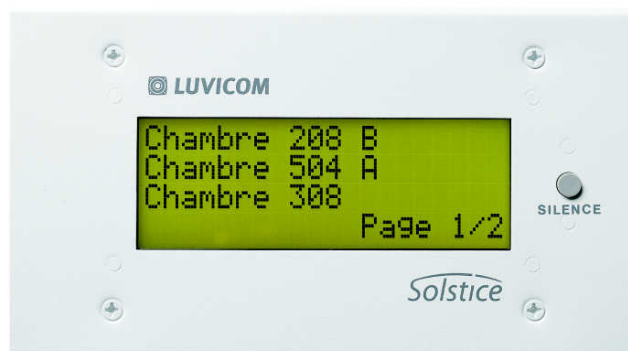 LUVICOM
Chambre 208 B
Chambre 504 A
Chambre 308
Page 1/2
SILENCE
Solstice